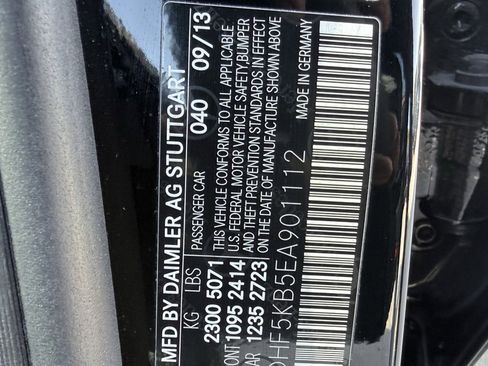 MFD BY DAIMLER AG STUTTGART
040 09/13
PASSENGER CAR
THIS VEHICLE CONFORMS TO ALL APPLICABLE
U.S. FEDERAL MOTOR VEHICLE SAFETY,BUMPER
AND THEFT PREVENTION STANDARDS IN EFFECT
ON THE DATE OF MANUFACTURE SHOWN ABOVE
MADE IN GERMANY
KG LBS
2300 5071
ONT 1095 2414
AR 1235 2723
HF5KB5EA901112